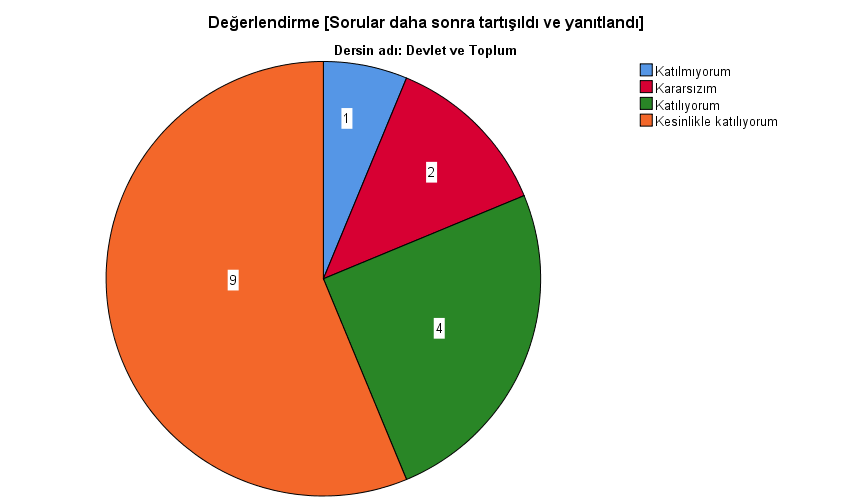 Değerlendirme [Sorular daha sonra tartışıldı ve yanıtlandı]
Dersin adı: Devlet ve Toplum
Katılmıyorum
Kararsızım
Katılıyorum
Kesinlikle katılıyorum
1
2
9
4